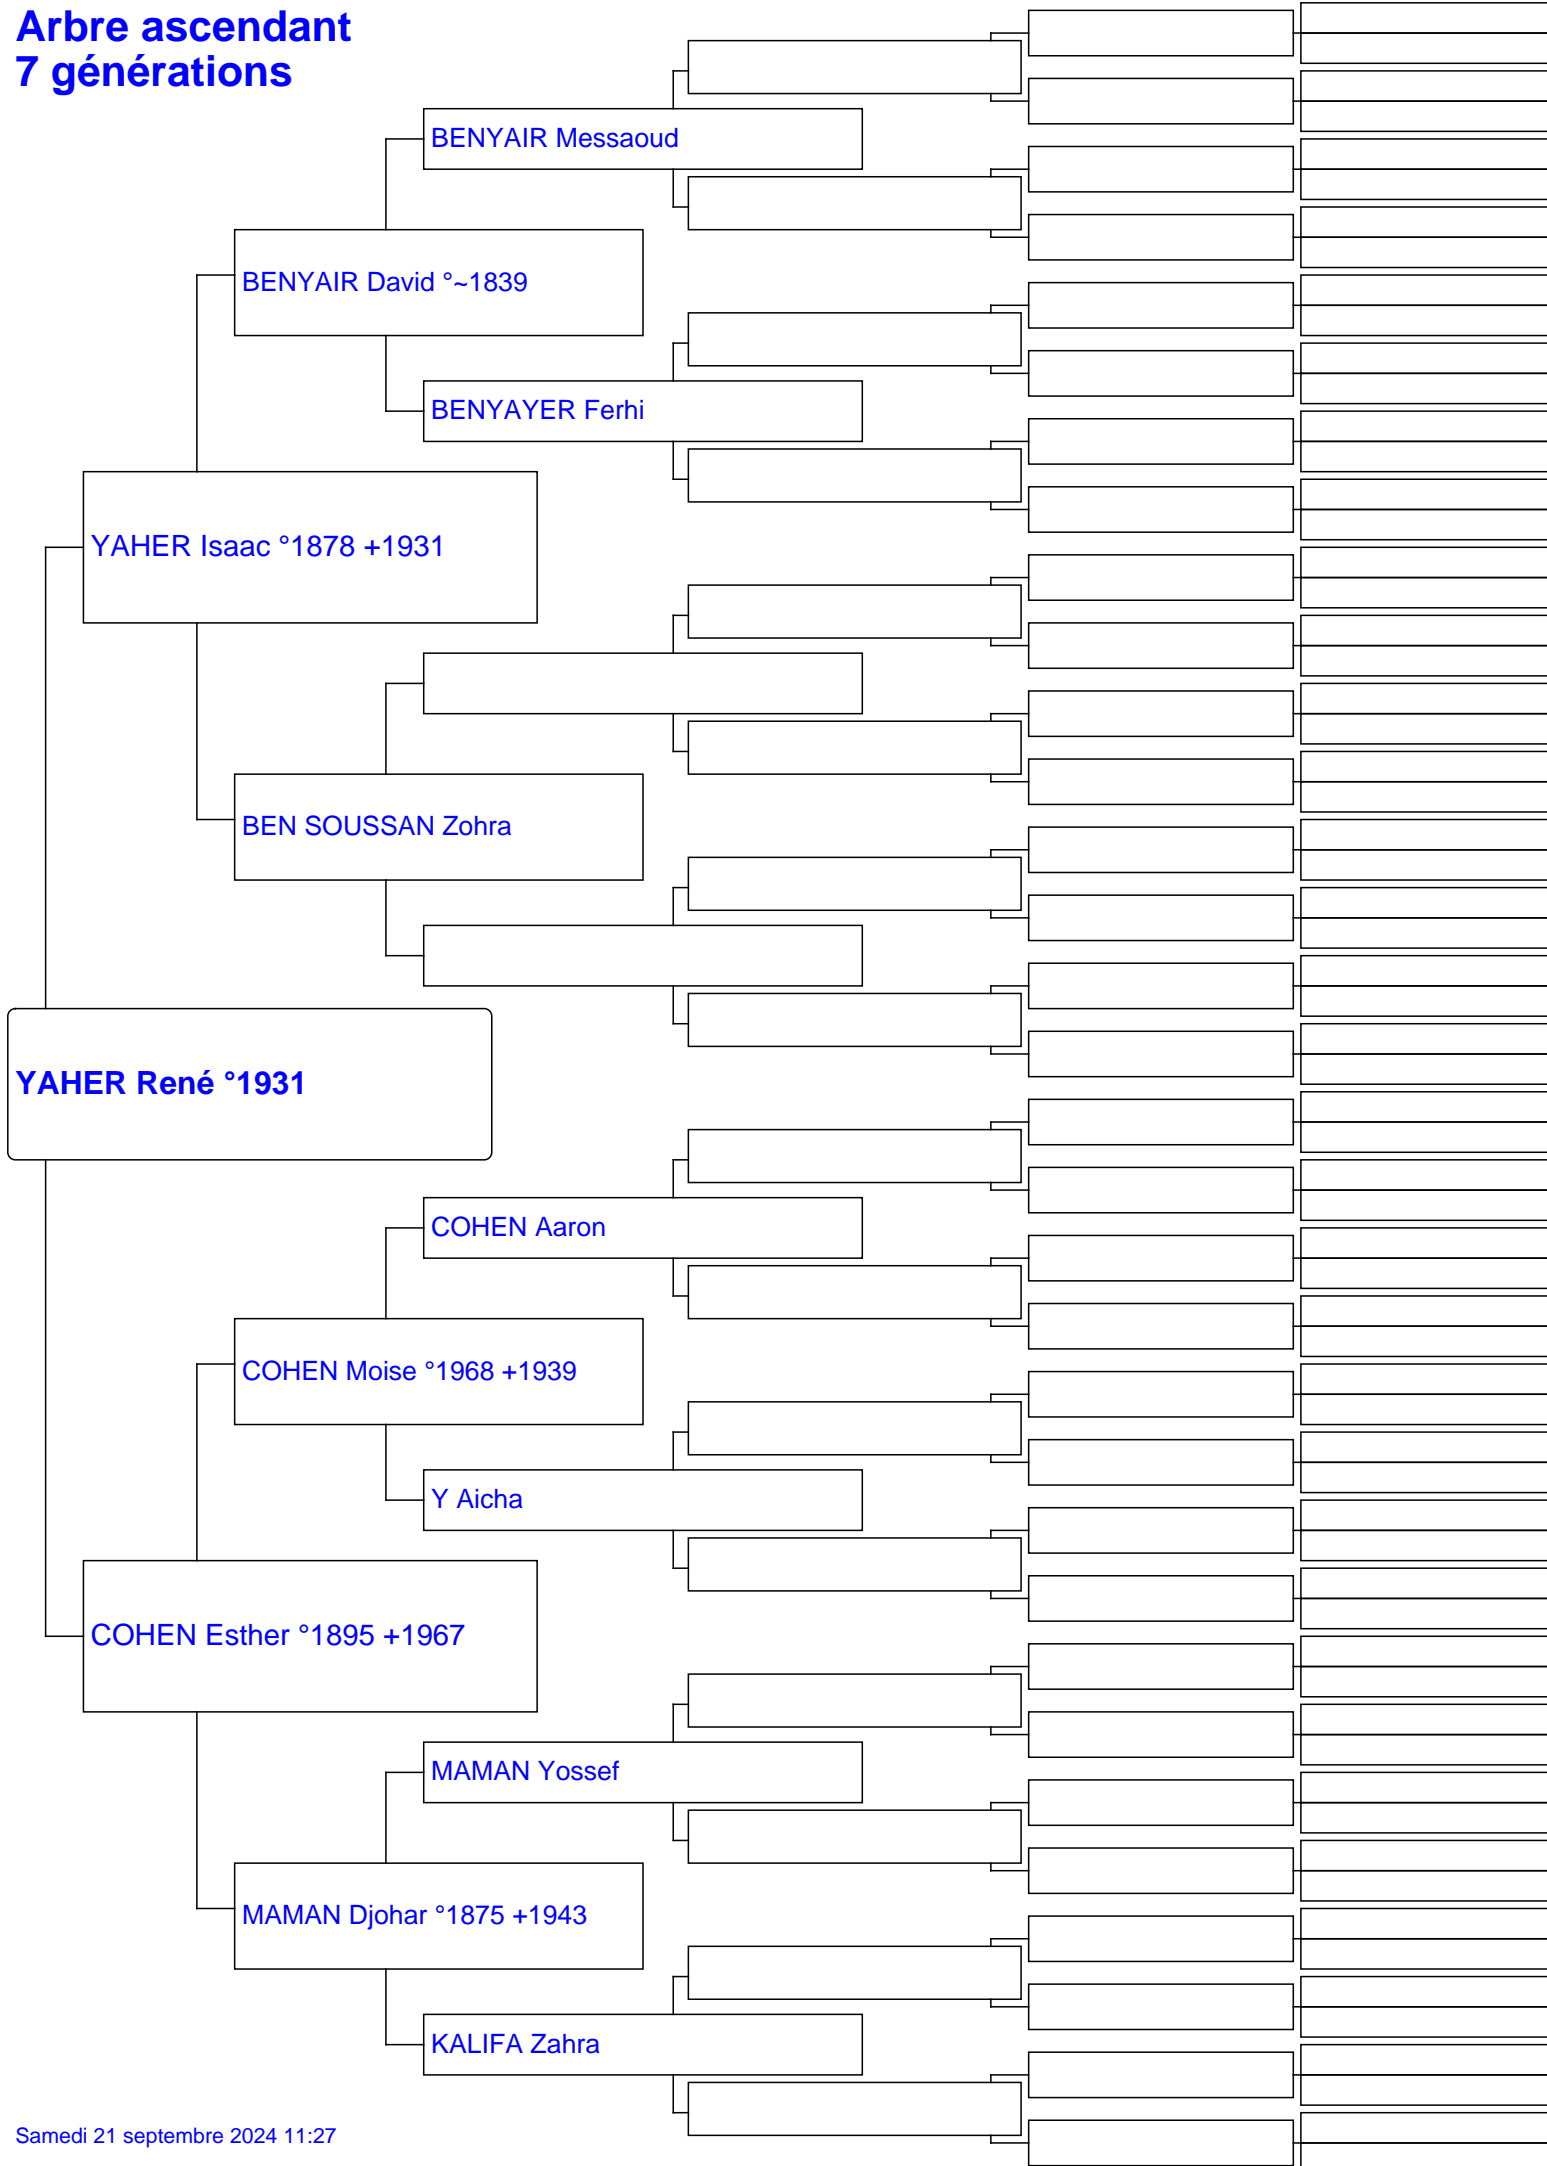 Arbre ascendant
7 générations
BENYAIR Messaoud
BENYAIR David °~1839
BENYAYER Ferhi
YAHER Isaac °1878 +1931
BEN SOUSSAN Zohra
YAHER René °1931
COHEN Aaron
COHEN Moise °1968 +1939
Y Aicha
COHEN Esther °1895 +1967
MAMAN Yossef
MAMAN Djohar °1875 +1943
KALIFA Zahra
Samedi 21 septembre 2024 11:27